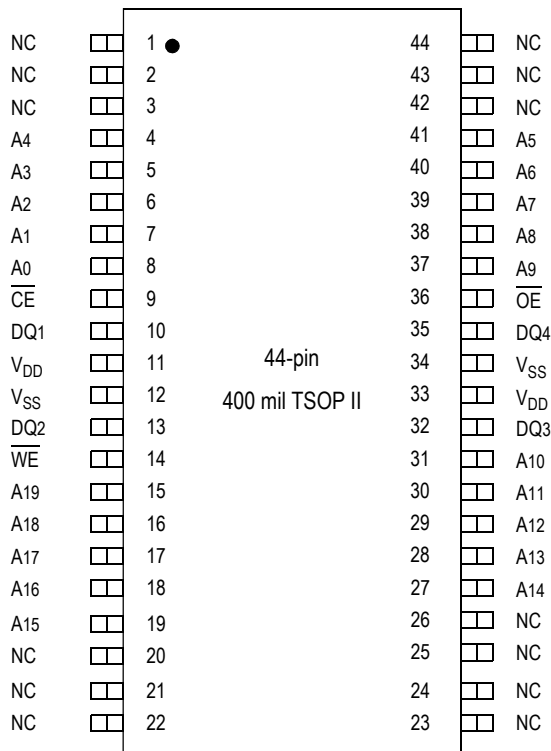 NC 1 44 NC
NC 2 43 NC
NC 3 42 NC
A4 4 41 A5
A3 5 40 A6
A2 6 39 A7
A1 7 38 A8
A0 8 37 A9
C̅E̅ 9 36 O̅E̅
DQ1 10 35 DQ4
VDD 11 34 VSS
44-pin
VSS 12 33 VDD
400 mil TSOP II
DQ2 13 32 DQ3
W̅E̅ 14 31 A10
A19 15 30 A11
A18 16 29 A12
A17 17 28 A13
A16 18 27 A14
A15 19 26 NC
NC 20 25 NC
NC 21 24 NC
NC 22 23 NC